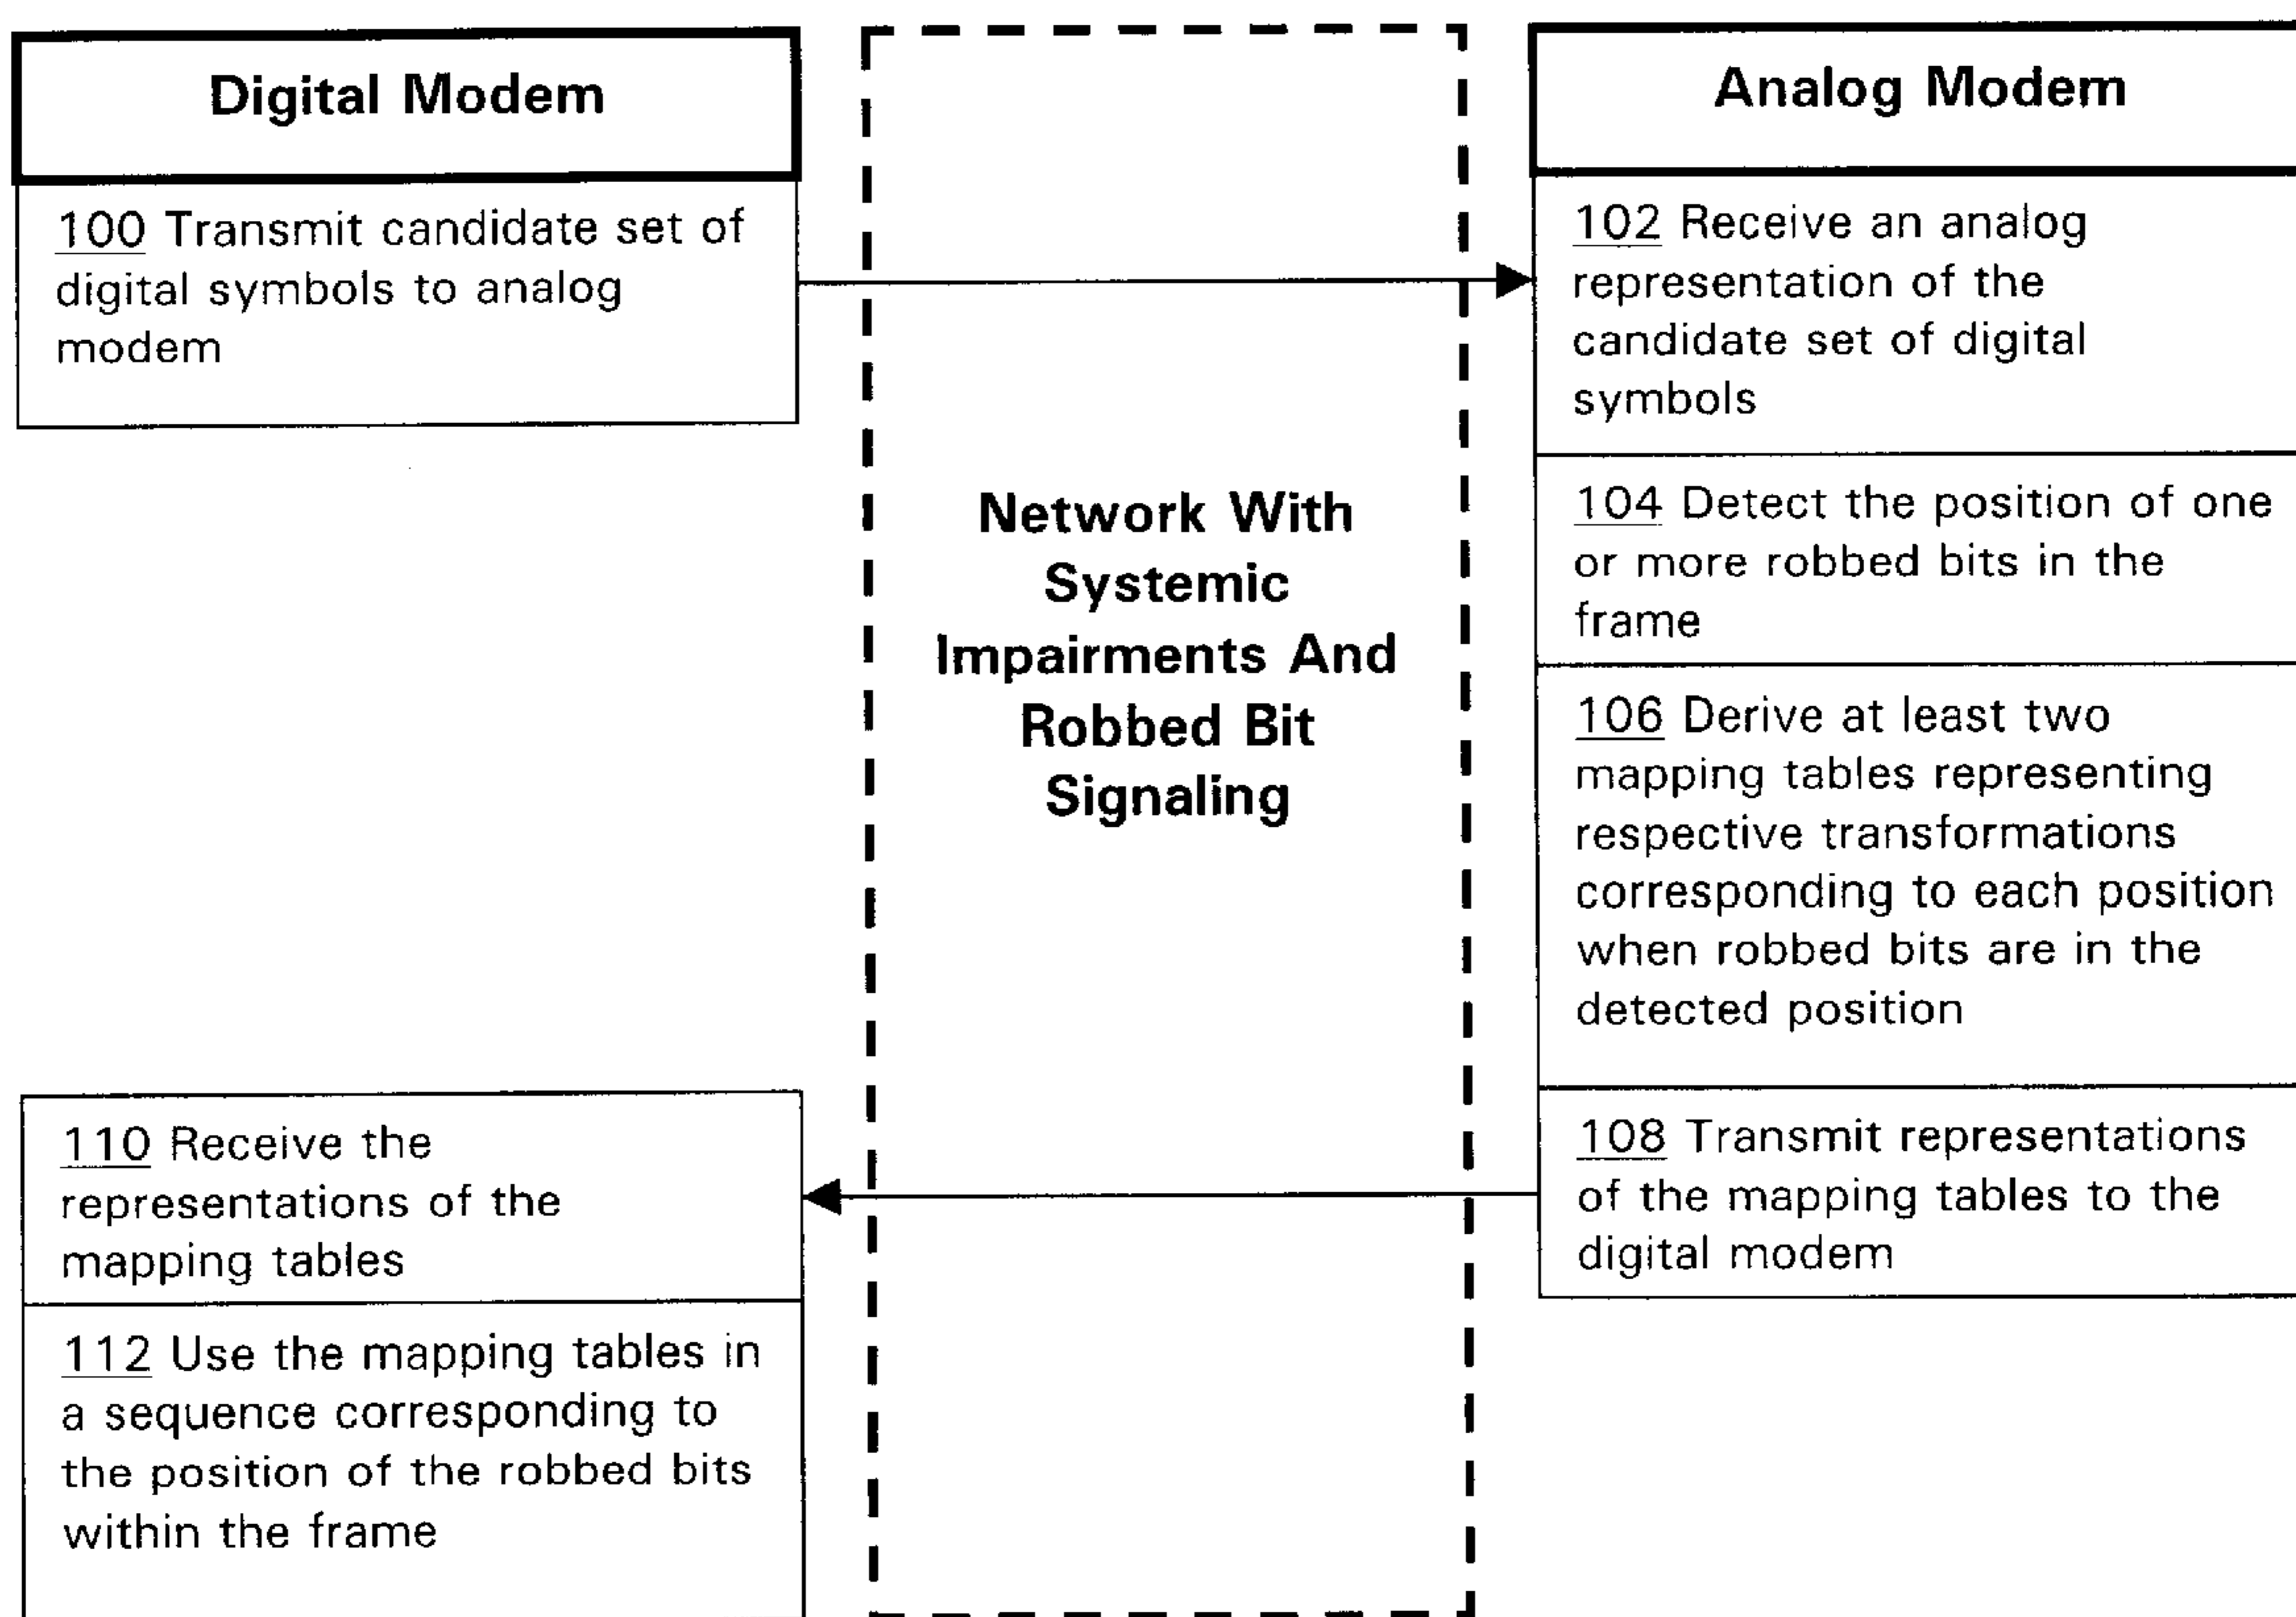 Digital Modem
100 Transmit candidate set of
digital symbols to analog
modem
Network With
Systemic
Impairments And
Robbed Bit
Signaling
Analog Modem
102 Receive an analog
representation of the
candidate set of digital
symbols
104 Detect the position of one
or more robbed bits in the
frame
106 Derive at least two
mapping tables representing
respective transformations
corresponding to each position
when robbed bits are in the
detected position
108 Transmit representations
of the mapping tables to the
digital modem
110 Receive the
representations of the
mapping tables
112 Use the mapping tables in
a sequence corresponding to
the position of the robbed bits
within the frame